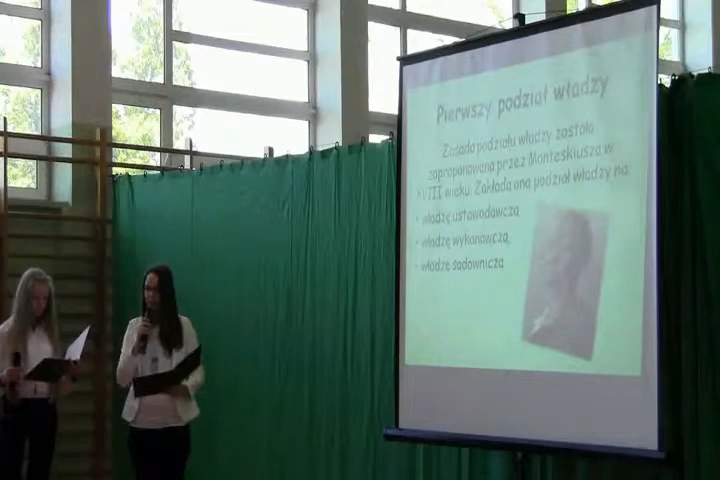 Pierwszy podział władzy
Zasada podziału władzy została
zaproponowana przez Monteskiusza w
XVIII wieku. Zakłada ona podział władzy na:
• władzę ustawodawczą
• władzę wykonawczą
• władzę sądowniczą